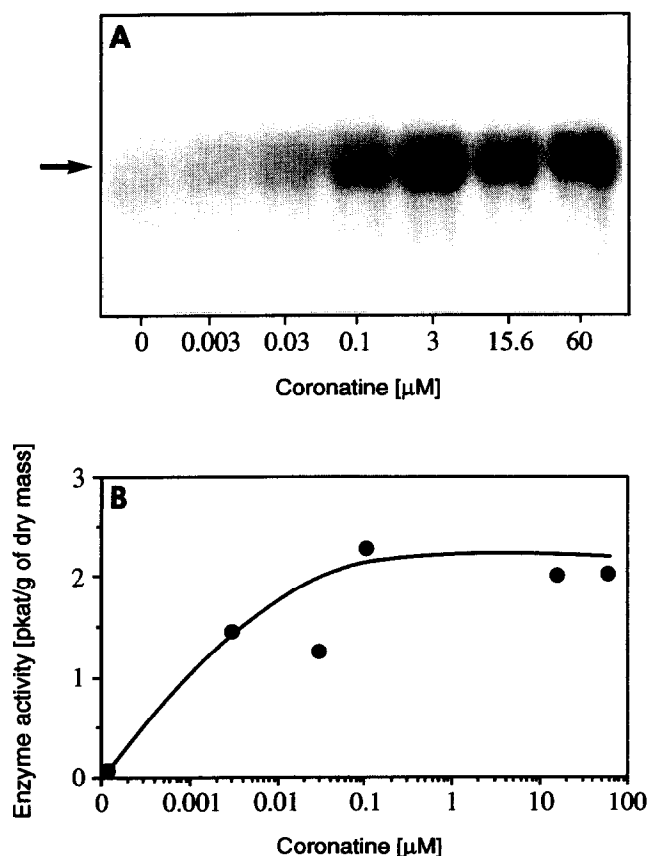 A
0 0.003 0.03 0.1 3 15.6 60
Coronatine [µM]
B
Enzyme activity [pkat/g of dry mass]
3
2
1
0
0 0.001 0.01 0.1 1 10 100
Coronatine [µM]